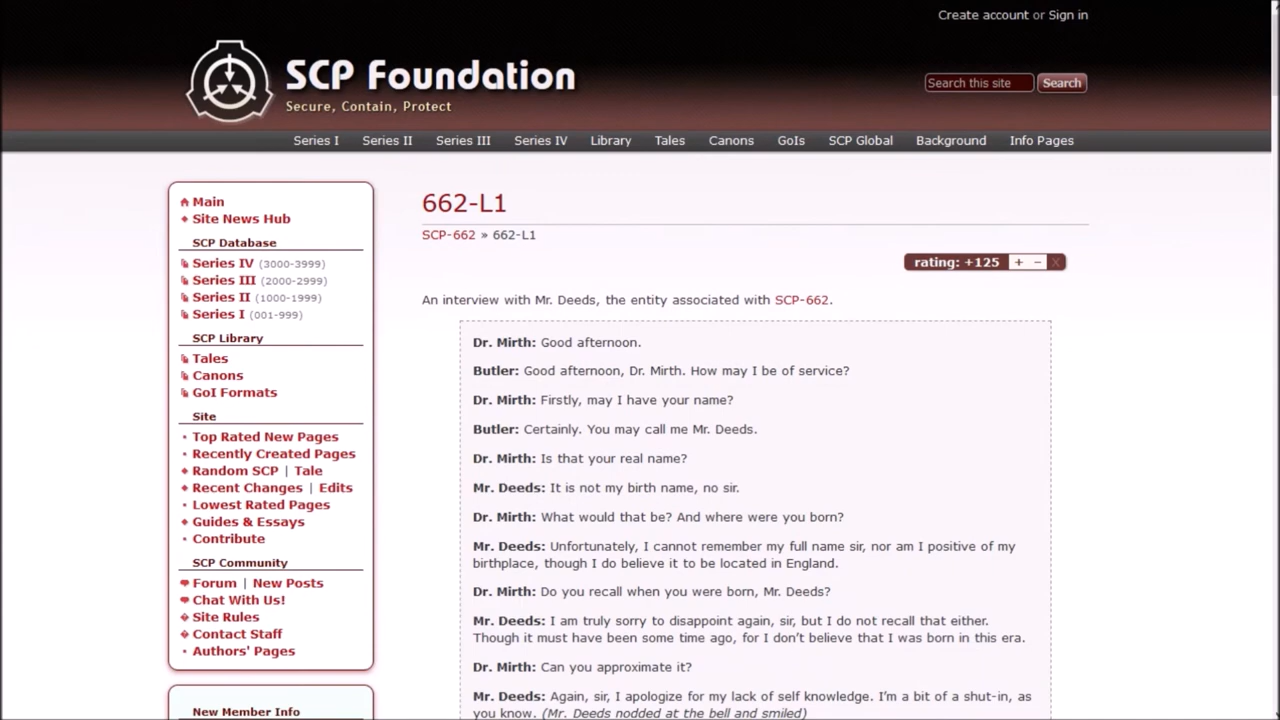 Create account or Sign in
SCP Foundation
Secure, Contain, Protect
Search this site Search
Series I Series II Series III Series IV Library Tales Canons GoIs SCP Global Background Info Pages
Main
Site News Hub
SCP Database
Series IV (3000-3999)
Series III (2000-2999)
Series II (1000-1999)
Series I (001-999)
SCP Library
Tales
Canons
GoI Formats
Site
Top Rated New Pages
Recently Created Pages
Random SCP | Tale
Recent Changes | Edits
Lowest Rated Pages
Guides & Essays
Contribute
SCP Community
Forum | New Posts
Chat With Us!
Site Rules
Contact Staff
Authors' Pages
New Member Info
662-L1
SCP-662 » 662-L1
rating: +125 + − X
An interview with Mr. Deeds, the entity associated with SCP-662.
Dr. Mirth: Good afternoon.
Butler: Good afternoon, Dr. Mirth. How may I be of service?
Dr. Mirth: Firstly, may I have your name?
Butler: Certainly. You may call me Mr. Deeds.
Dr. Mirth: Is that your real name?
Mr. Deeds: It is not my birth name, no sir.
Dr. Mirth: What would that be? And where were you born?
Mr. Deeds: Unfortunately, I cannot remember my full name sir, nor am I positive of my
birthplace, though I do believe it to be located in England.
Dr. Mirth: Do you recall when you were born, Mr. Deeds?
Mr. Deeds: I am truly sorry to disappoint again, sir, but I do not recall that either.
Though it must have been some time ago, for I don't believe that I was born in this era.
Dr. Mirth: Can you approximate it?
Mr. Deeds: Again, sir, I apologize for my lack of self knowledge. I'm a bit of a shut-in, as
you know. (Mr. Deeds nodded at the bell and smiled)